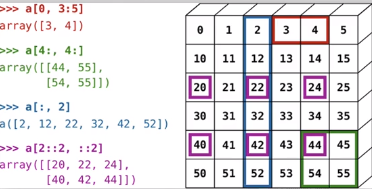 >>> a[0, 3:5]
array([3, 4])
>>> a[4:, 4:]
array([[44, 55],
[54, 55]])
>>> a[:, 2]
a([2, 12, 22, 32, 42, 52])
>>> a[2::2, ::2]
array([[20, 22, 24],
[40, 42, 44]])
0 1 2 3 4 5
10 11 12 13 14 15
20 21 22 23 24 25
30 31 32 33 34 35
40 41 42 43 44 45
50 51 52 53 54 55